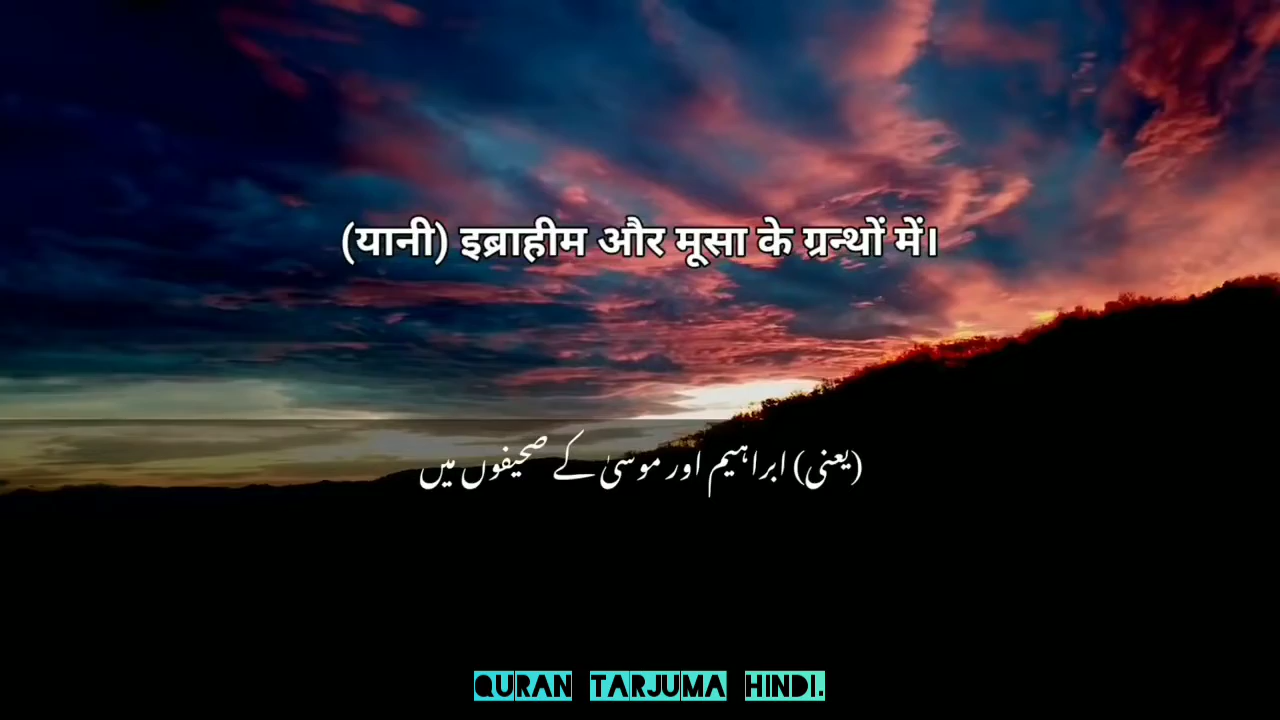 (यानी) इब्राहीम और मूसा के ग्रन्थों में।
(یعنی) ابراہیم اور موسیٰ کے صحیفوں میں
QURAN TARJUMA HINDI.